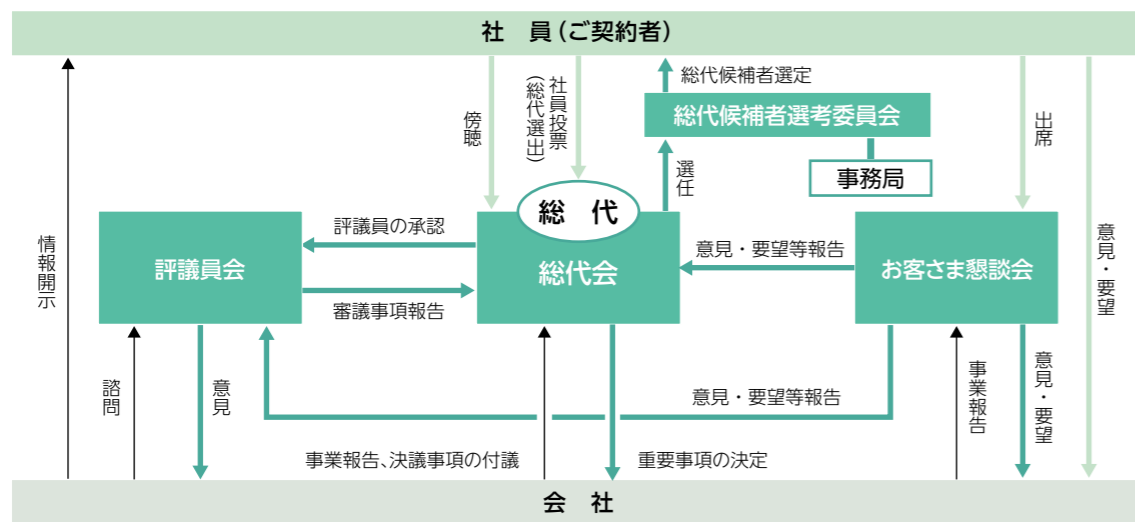 社　員（ご契約者）
総代候補者選定
総代候補者選考委員会
事務局
傍聴
社員投票
（総代選出）
選任
出席
総　代
情報開示
評議員会
評議員の承認
審議事項報告
総代会
意見・要望等報告
お客さま懇談会
意見・要望
諮問
意見
意見・要望等報告
事業報告
意見・要望
事業報告、決議事項の付議
重要事項の決定
会　社